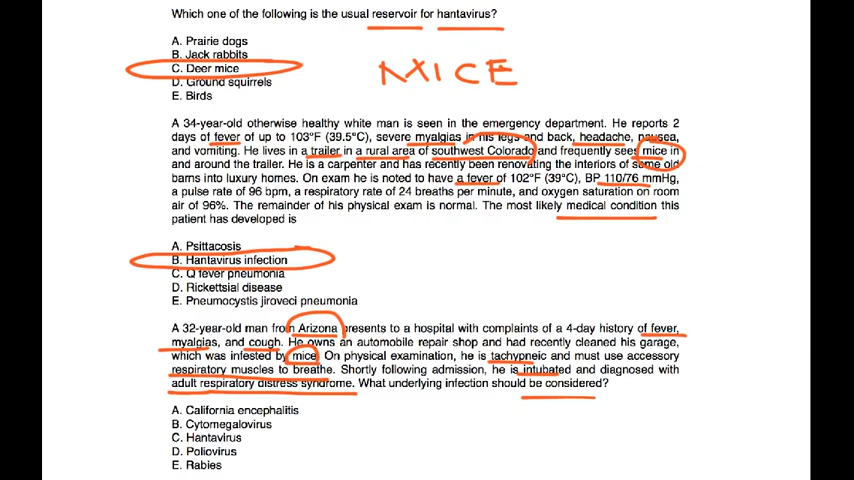 Which one of the following is the usual reservoir for hantavirus?
A. Prairie dogs
B. Jack rabbits
C. Deer mice
D. Ground squirrels
E. Birds
MICE
A 34-year-old otherwise healthy white man is seen in the emergency department. He reports 2
days of fever of up to 103°F (39.5°C), severe myalgias in his legs and back, headache, nausea,
and vomiting. He lives in a trailer in a rural area of southwest Colorado and frequently sees mice in
and around the trailer. He is a carpenter and has recently been renovating the interiors of some old
barns into luxury homes. On exam he is noted to have a fever of 102°F (39°C), BP 110/76 mmHg,
a pulse rate of 96 bpm, a respiratory rate of 24 breaths per minute, and oxygen saturation on room
air of 96%. The remainder of his physical exam is normal. The most likely medical condition this
patient has developed is
A. Psittacosis
B. Hantavirus infection
C. Q fever pneumonia
D. Rickettsial disease
E. Pneumocystis jiroveci pneumonia
A 32-year-old man from Arizona presents to a hospital with complaints of a 4-day history of fever,
myalgias, and cough. He owns an automobile repair shop and had recently cleaned his garage,
which was infested by mice. On physical examination, he is tachypneic and must use accessory
respiratory muscles to breathe. Shortly following admission, he is intubated and diagnosed with
adult respiratory distress syndrome. What underlying infection should be considered?
A. California encephalitis
B. Cytomegalovirus
C. Hantavirus
D. Poliovirus
E. Rabies